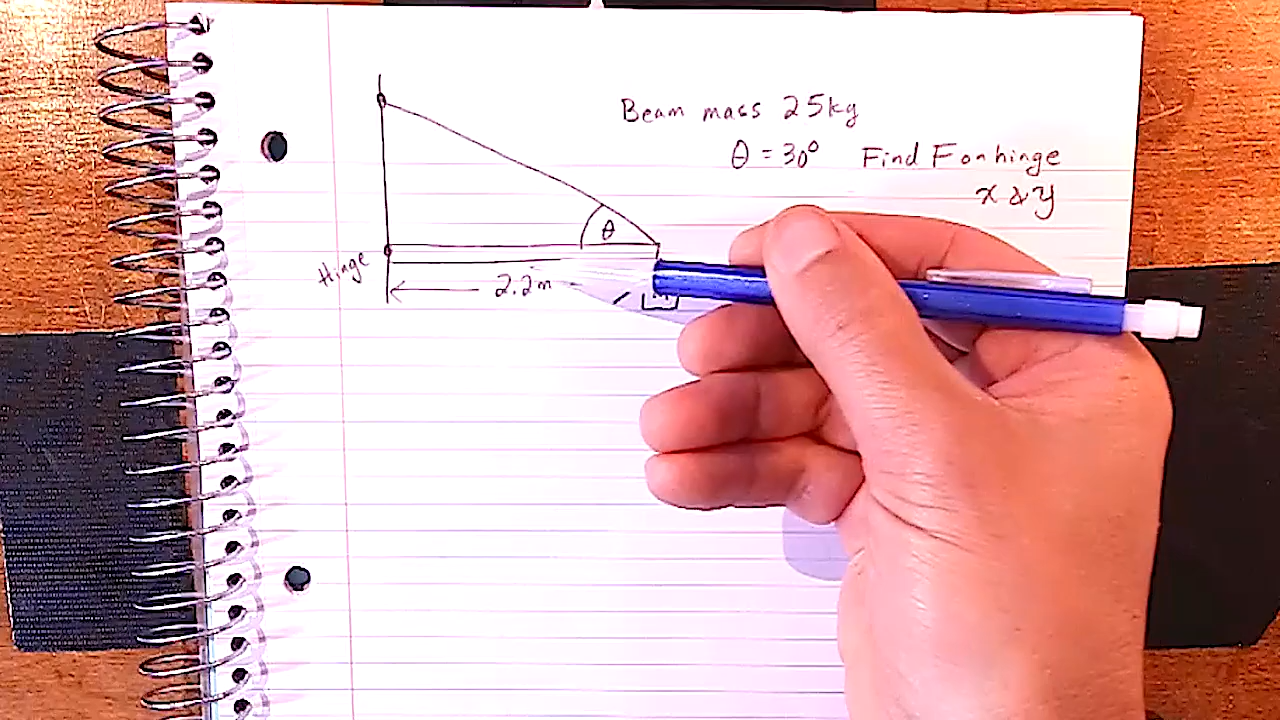 Beam mass 25kg
θ = 30° Find F on hinge
x & y
θ
Hinge
2.2m